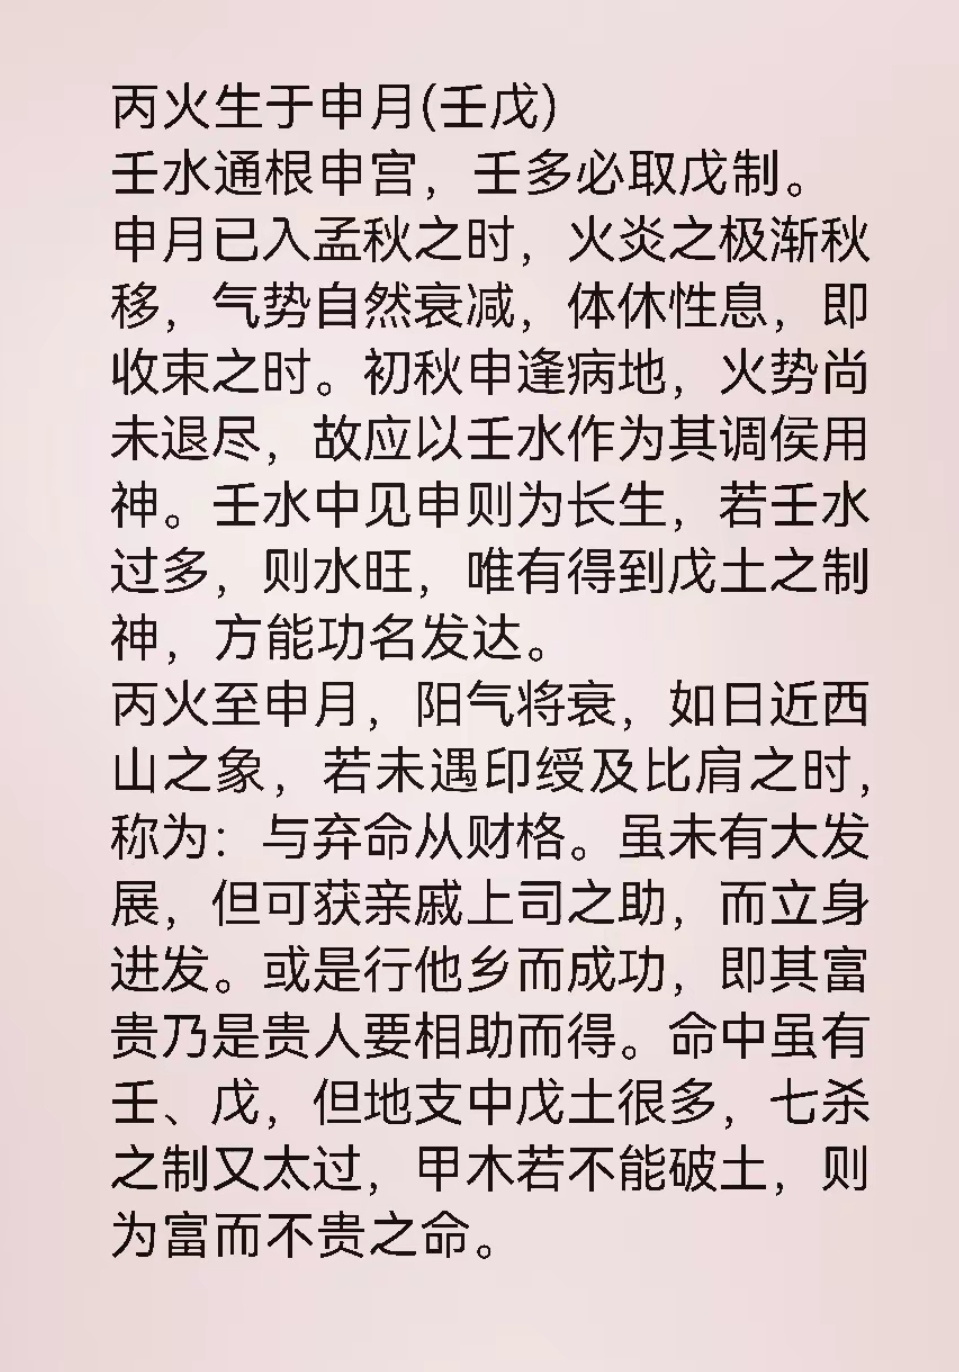 丙火生于申月(壬戊)
壬水通根申宫，壬多必取戊制。
申月已入孟秋之时，火炎之极渐秋
移，气势自然衰减，体休性息，即
收束之时。初秋申逢病地，火势尚
未退尽，故应以壬水作为其调侯用
神。壬水中见申则为长生，若壬水
过多，则水旺，唯有得到戊土之制
神，方能功名发达。
丙火至申月，阳气将衰，如日近西
山之象，若未遇印绶及比肩之时，
称为：与弃命从财格。虽未有大发
展，但可获亲戚上司之助，而立身
进发。或是行他乡而成功，即其富
贵乃是贵人要相助而得。命中虽有
壬、戊，但地支中戊土很多，七杀
之制又太过，甲木若不能破土，则
为富而不贵之命。